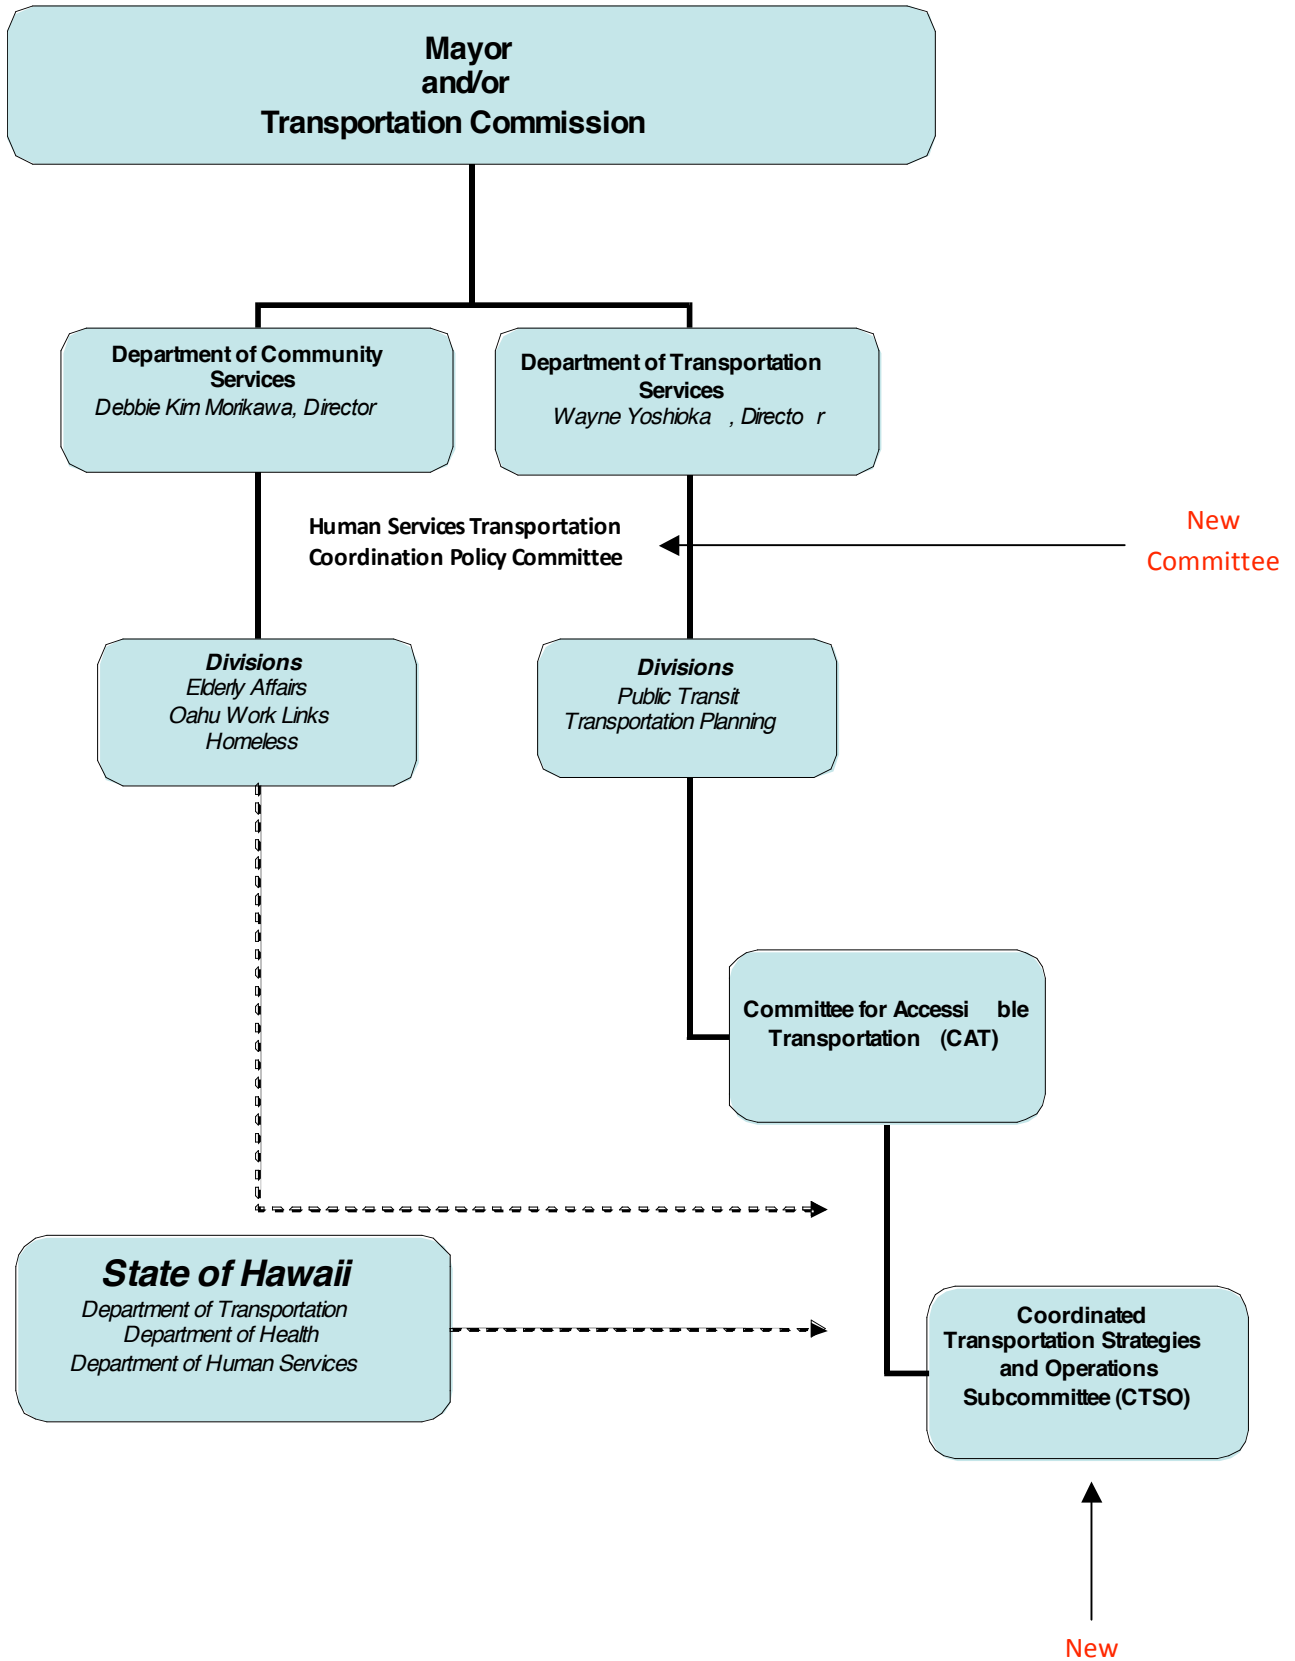 Mayor
and/or
Transportation Commission
Department of Community
Services
Debbie Kim Morikawa, Director
Department of Transportation
Services
Wayne Yoshioka , Directo r
Human Services Transportation
Coordination Policy Committee
New
Committee
Divisions
Elderly Affairs
Oahu Work Links
Homeless
Divisions
Public Transit
Transportation Planning
Committee for Accessi ble
Transportation (CAT)
State of Hawaii
Department of Transportation
Department of Health
Department of Human Services
Coordinated
Transportation Strategies
and Operations
Subcommittee (CTSO)
New